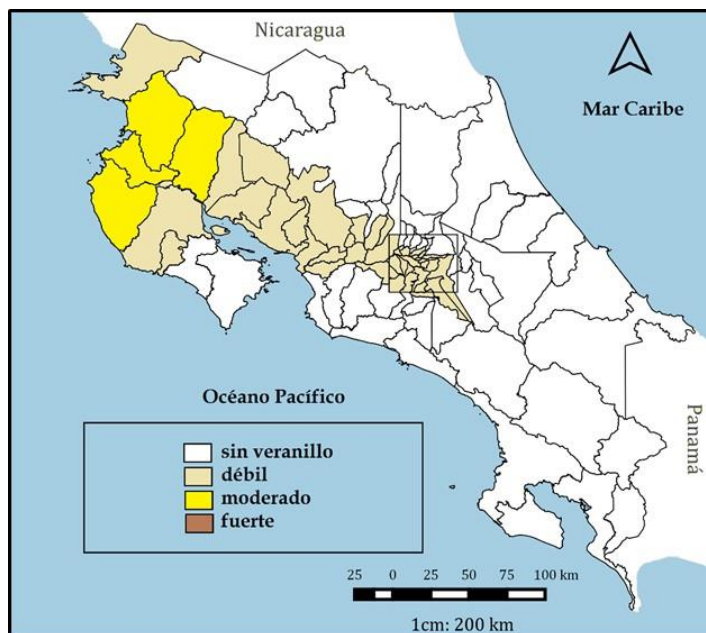 Nicaragua
Mar Caribe
Océano Pacífico
sin veranillo
débil
moderado
fuerte
Panamá
25 0 25 50 75 100 km
1cm: 200 km